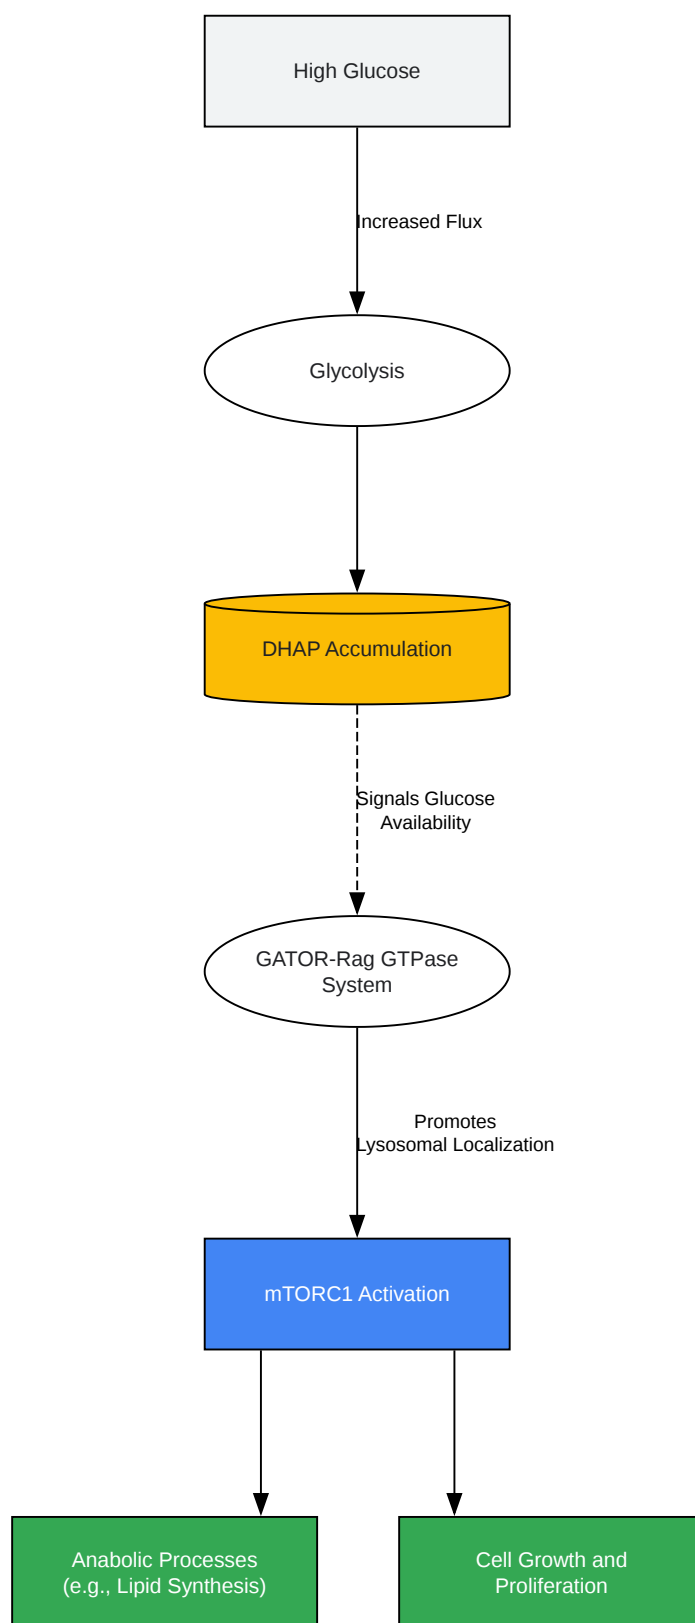 High Glucose
Increased Flux
Glycolysis
DHAP Accumulation
Signals Glucose
Availability
GATOR-Rag GTPase
System
Promotes
Lysosomal Localization
mTORC1 Activation
Anabolic Processes
(e.g., Lipid Synthesis)
Cell Growth and
Proliferation